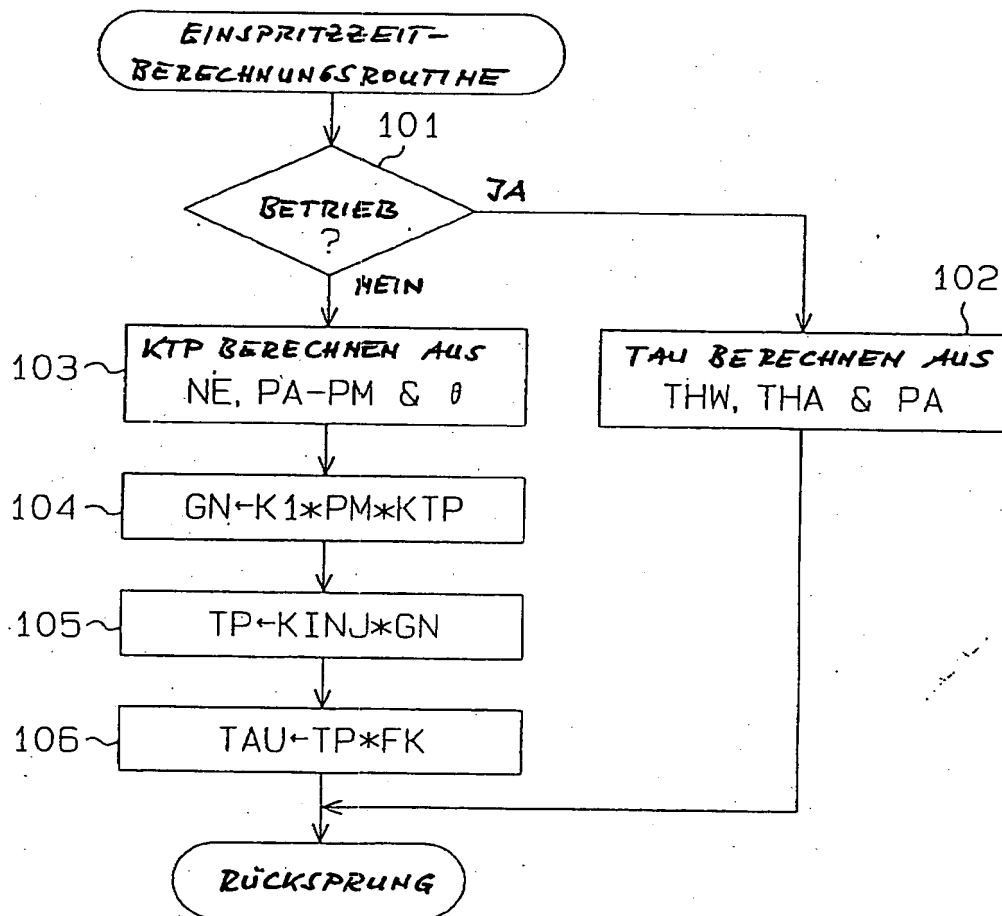 EINSPRITZZEIT-
BERECHNUNGSROUTINE
101
BETRIEB
?
JA
NEIN
102
103
KTP BERECHNEN AUS
NE, PA-PM & θ
TAU BERECHNEN AUS
THW, THA & PA
104
GN←K1*PM*KTP
105
TP←KINJ*GN
106
TAU←TP*FK
RÜCKSPRUNG